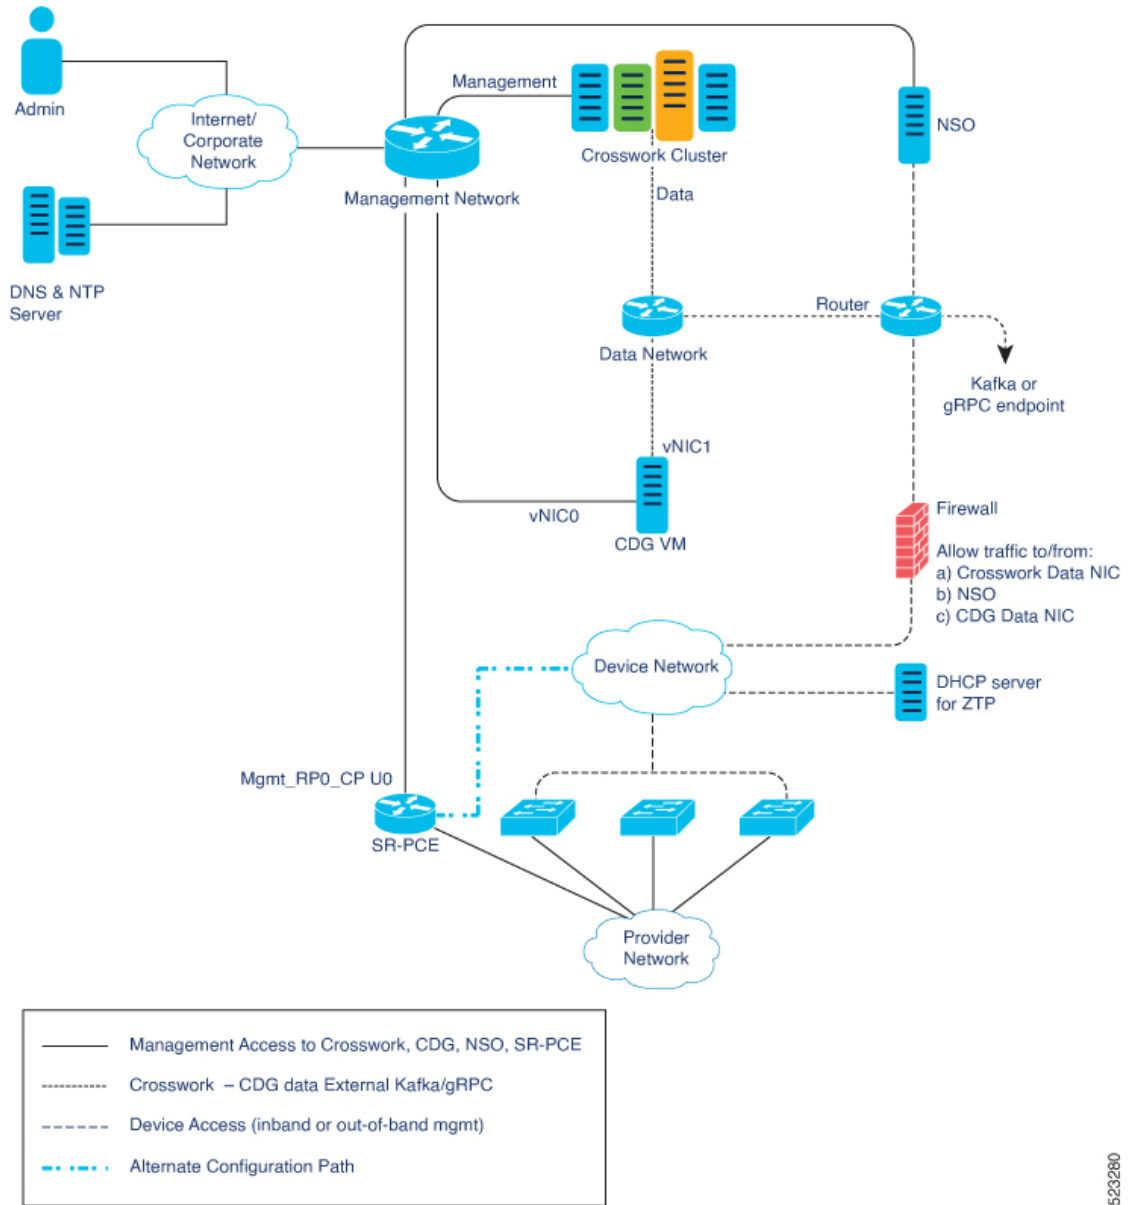 Admin
Internet/
Corporate
Network
DNS & NTP
Server
Management
Management Network
Crosswork Cluster
NSO
Data
Router
Data Network
Kafka or
gRPC endpoint
vNIC1
vNIC0
CDG VM
Firewall
Allow traffic to/from:
a) Crosswork Data NIC
b) NSO
c) CDG Data NIC
Device Network
DHCP server
for ZTP
Mgmt_RP0_CP U0
SR-PCE
Provider
Network
Management Access to Crosswork, CDG, NSO, SR-PCE
Crosswork – CDG data External Kafka/gRPC
Device Access (inband or out-of-band mgmt)
Alternate Configuration Path
523280